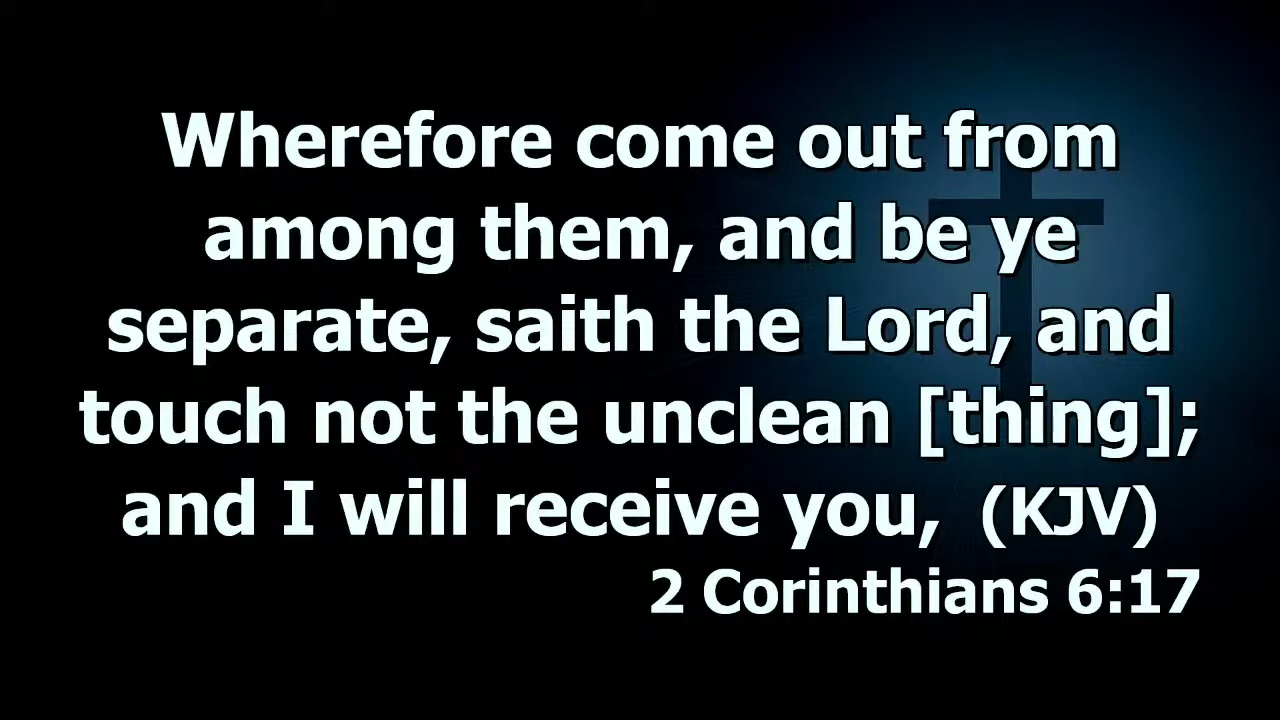 Wherefore come out from
among them, and be ye
separate, saith the Lord, and
touch not the unclean [thing];
and I will receive you, (KJV)
2 Corinthians 6:17